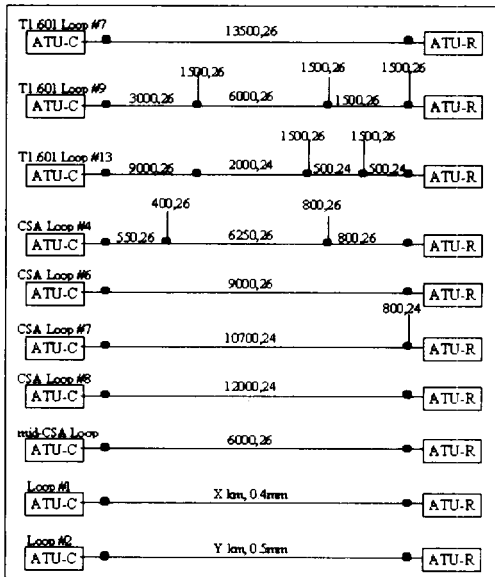 T1.601 Loop #7
13500,26
ATU-C ATU-R
1500,26 1500,26 1500,26
T1.601 Loop #9
3000,26 6000,26 1500,26
ATU-C ATU-R
1500,26 1500,26
T1.601 Loop #13
9000,26 2000,24 500,24 500,24
ATU-C ATU-R
400,26 800,26
CSA Loop #4
550,26 6250,26 800,26
ATU-C ATU-R
CSA Loop #6
9000,26
ATU-C ATU-R
CSA Loop #7
800,24
10700,24
ATU-C ATU-R
CSA Loop #8
12000,24
ATU-C ATU-R
mid-CSA Loop
6000,26
ATU-C ATU-R
Loop #1
X km, 0.4mm
ATU-C ATU-R
Loop #2
Y km, 0.5mm
ATU-C ATU-R